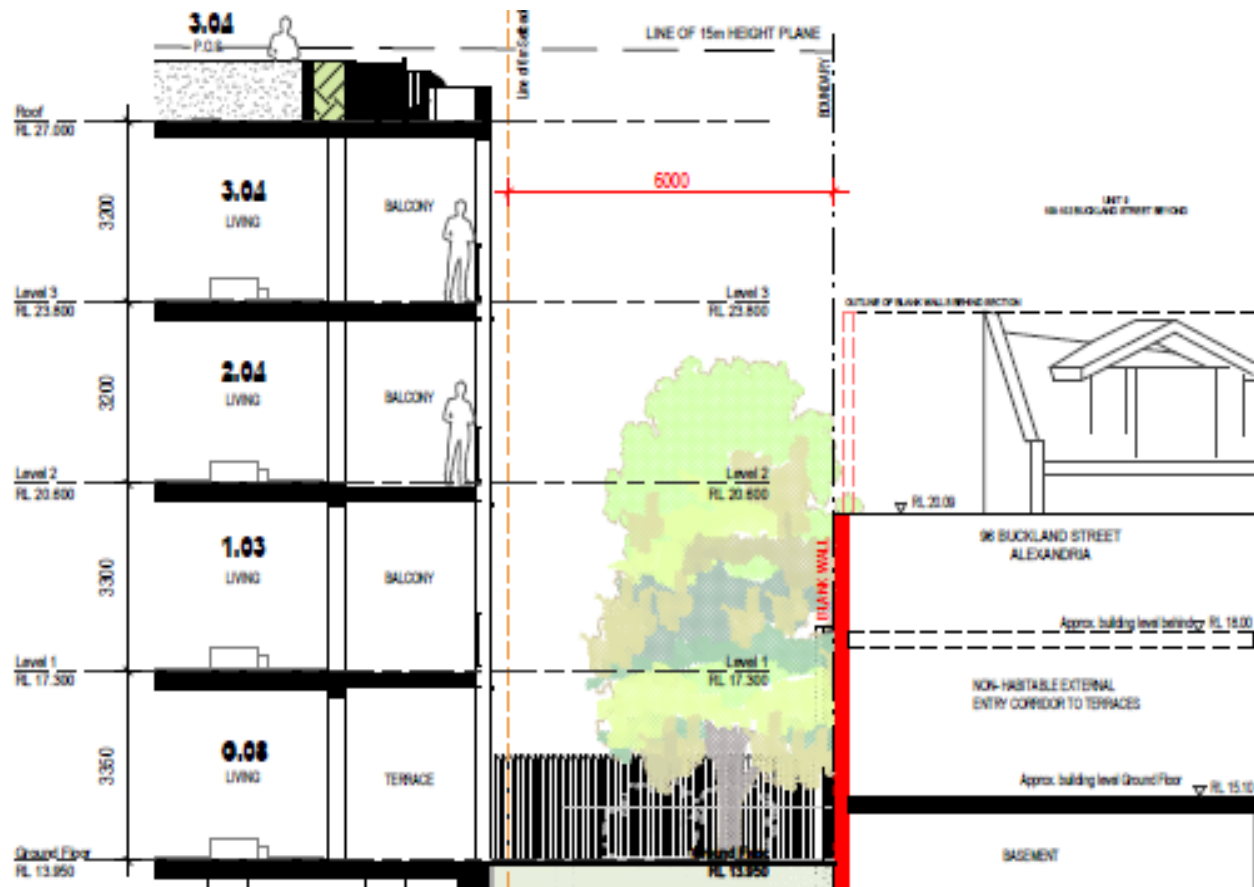 3.04
P.O.S
LINE OF 15m HEIGHT PLANE
BOUNDARY
Roof
RL 27.000
6000
3200
3.04
LIVING
BALCONY
Level 3
RL 23.800
Level 3
RL 23.800
OUTLINE OF BLANK WALL BEHIND SECTION
3200
2.04
LIVING
BALCONY
Level 2
RL 20.600
Level 2
RL 20.600
RL 20.09
96 BUCKLAND STREET
ALEXANDRIA
3300
1.03
LIVING
BALCONY
BLANK WALL
Approx. building level behind
RL 18.00
Level 1
RL 17.300
Level 1
RL 17.300
NON- HABITABLE EXTERNAL
ENTRY CORRIDOR TO TERRACES
3350
0.08
LIVING
TERRACE
Approx. building level Ground Floor
RL 15.10
Ground Floor
RL 13.950
Ground Floor
RL 13.950
BASEMENT